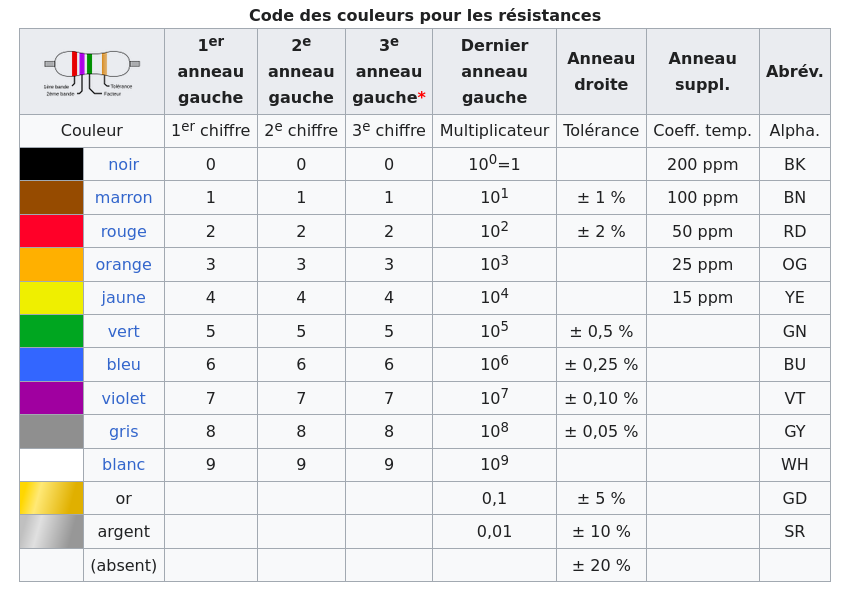 Code des couleurs pour les résistances
1ère bande
2ème bande
Tolérance
Facteur
1er anneau gauche
2e anneau gauche
3e anneau gauche*
Dernier anneau gauche
Anneau droite
Anneau suppl.
Abrév.
Couleur 1er chiffre 2e chiffre 3e chiffre Multiplicateur Tolérance Coeff. temp. Alpha.
noir 0 0 0 10^0=1 200 ppm BK
marron 1 1 1 10^1 ± 1 % 100 ppm BN
rouge 2 2 2 10^2 ± 2 % 50 ppm RD
orange 3 3 3 10^3 25 ppm OG
jaune 4 4 4 10^4 15 ppm YE
vert 5 5 5 10^5 ± 0,5 % GN
bleu 6 6 6 10^6 ± 0,25 % BU
violet 7 7 7 10^7 ± 0,10 % VT
gris 8 8 8 10^8 ± 0,05 % GY
blanc 9 9 9 10^9 WH
or 0,1 ± 5 % GD
argent 0,01 ± 10 % SR
(absent) ± 20 %